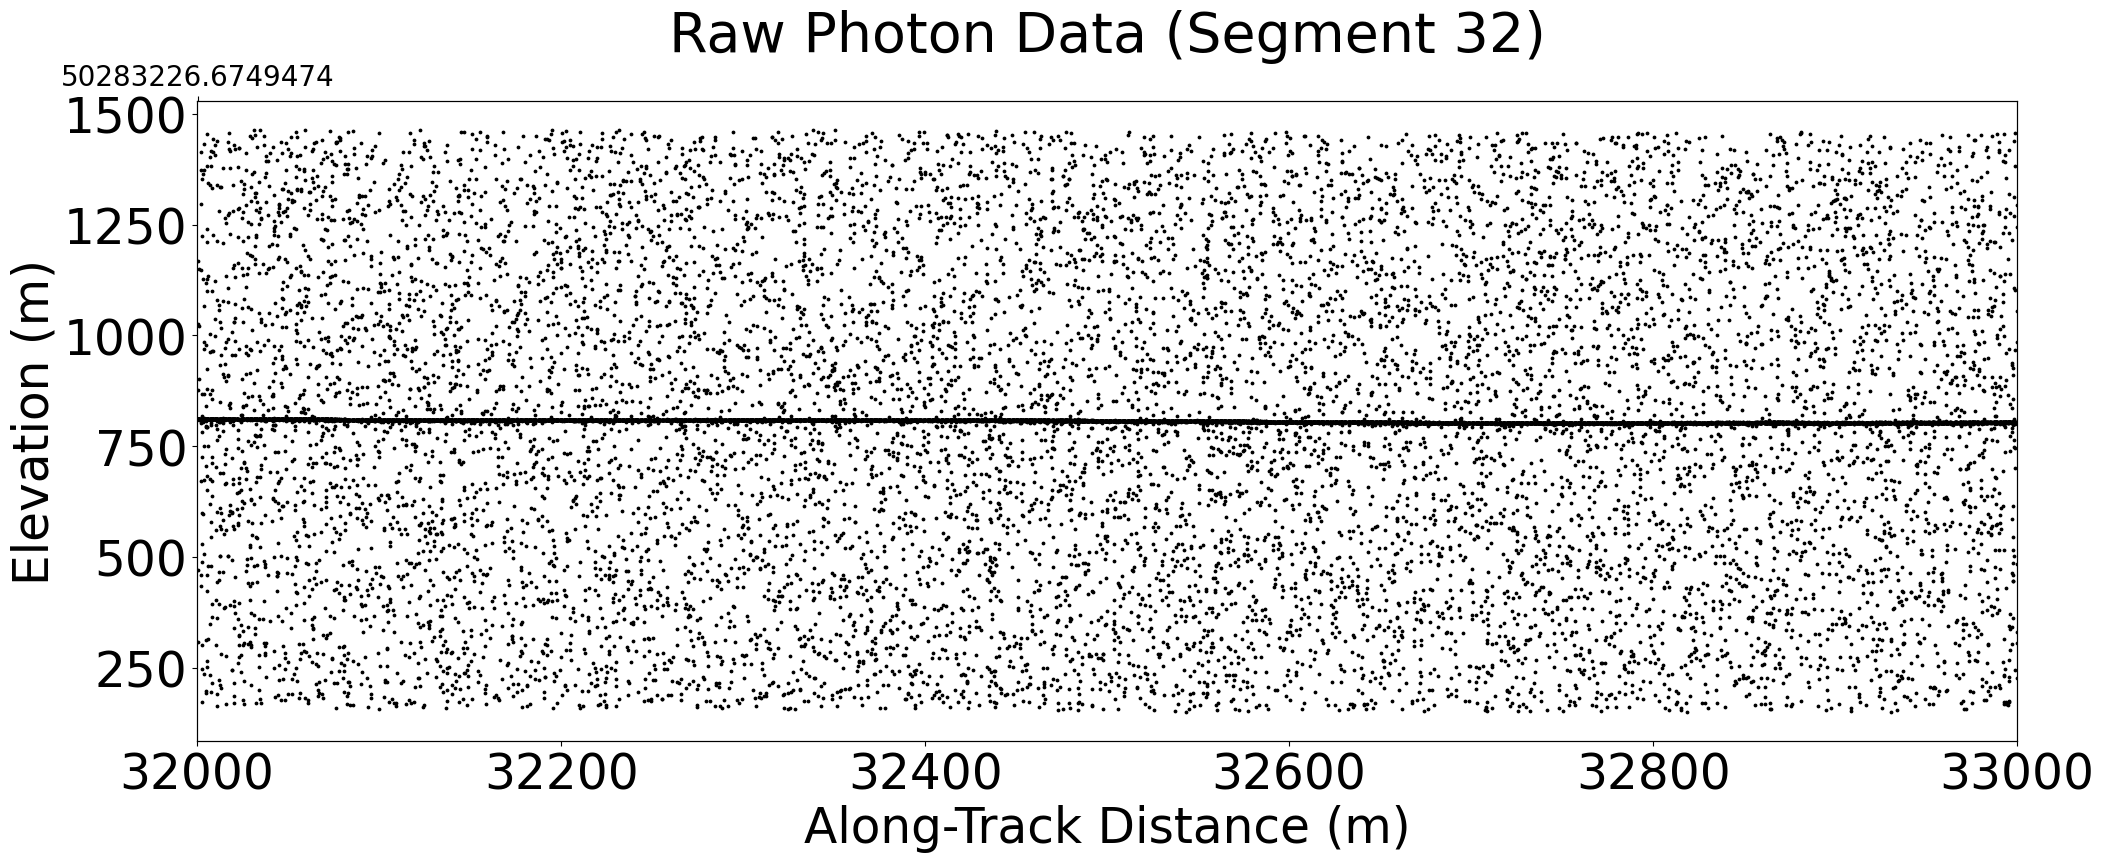 Raw Photon Data (Segment 32)
50283226.6749474
1500
1250
1000
750
500
250
Elevation (m)
32000 32200 32400 32600 32800 33000
Along-Track Distance (m)